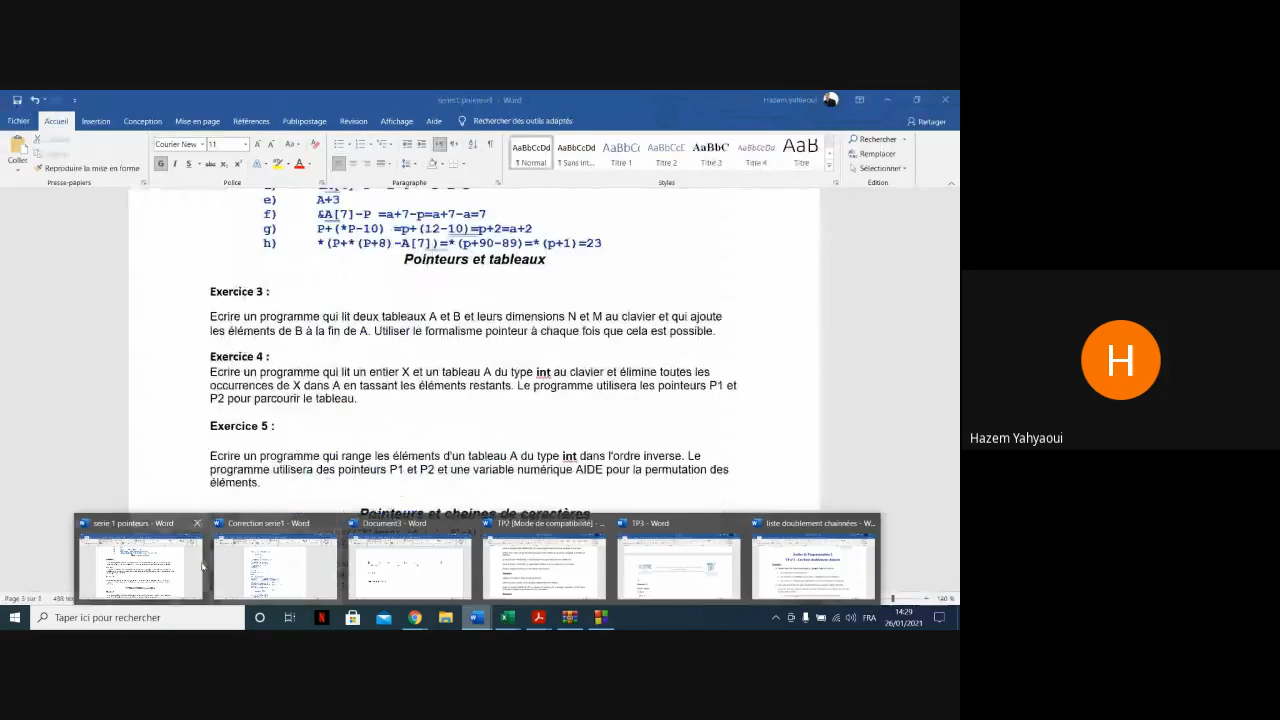 serie 1 pointeurs - Word
Hazem yahyaoui
Fichier Accueil Insertion Conception Mise en page Références Publipostage Révision Affichage Aide Rechercher des outils adaptés Partager
Coller
Reproduire la mise en forme
Courier New 11
AaBbCcDd AaBbCcDd AaBbC AaBbCcC AaBbC AaBbCcDd AaB
¶ Normal ¶ Sans int... Titre 1 Titre 2 Titre 3 Titre 4 Titre
Rechercher
Remplacer
Sélectionner
Presse-papiers Police Paragraphe Styles Édition
e) A+3
f) &A[7]-P =a+7-p=a+7-a=7
g) P+(*P-10) =p+(12-10)=p+2=a+2
h) *(P+*(P+8)-A[7])=*(p+90-89)=*(p+1)=23
Pointeurs et tableaux
Exercice 3 :
Ecrire un programme qui lit deux tableaux A et B et leurs dimensions N et M au clavier et qui ajoute
les éléments de B à la fin de A. Utiliser le formalisme pointeur à chaque fois que cela est possible.
Exercice 4 :
Ecrire un programme qui lit un entier X et un tableau A du type int au clavier et élimine toutes les
occurrences de X dans A en tassant les éléments restants. Le programme utilisera les pointeurs P1 et
P2 pour parcourir le tableau.
Exercice 5 :
Ecrire un programme qui range les éléments d'un tableau A du type int dans l'ordre inverse. Le
programme utilisera des pointeurs P1 et P2 et une variable numérique AIDE pour la permutation des
éléments.
Pointeurs et chaînes de caractères
serie 1 pointeurs - Word
Correction serie1 - Word
Document3 - Word
TP2 [Mode de compatibilité] - ...
TP3 - Word
liste doublement chainnées - W...
Taper ici pour rechercher
FRA
14:29
26/01/2021
H
Hazem Yahyaoui